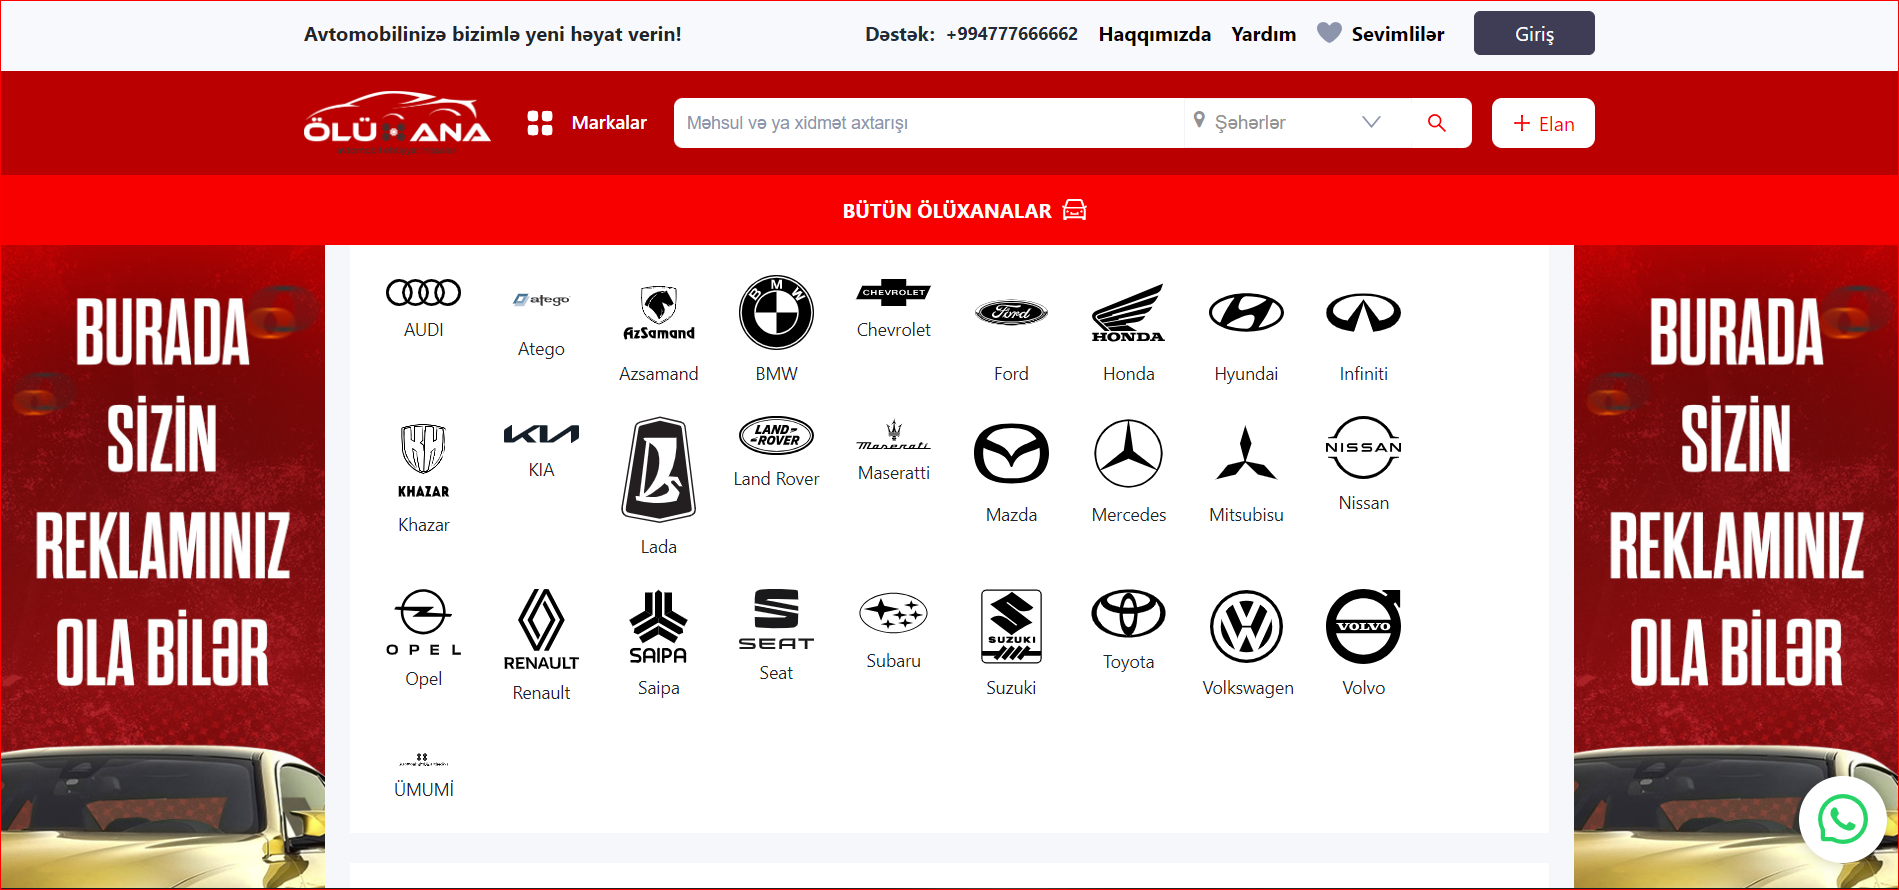 Avtomobilinizə bizimlə yeni həyat verin!
Dəstək: +994777666662 Haqqımızda Yardım Sevimlilər Giriş
ÖLÜXANA
Markalar
Məhsul və ya xidmət axtarışı
Şəhərlər
+ Elan
BÜTÜN ÖLÜXANALAR
BURADA
SİZİN
REKLAMINIZ
OLA BİLƏR
AUDI
atego
Atego
AzSamand
Azsamand
BMW
BMW
CHEVROLET
Chevrolet
Ford
Ford
HONDA
Honda
Hyundai
Infiniti
KHAZAR
Khazar
KIA
KIA
Lada
LAND ROVER
Land Rover
Maserati
Maseratti
Mazda
Mercedes
Mitsubisu
NISSAN
Nissan
OPEL
Opel
RENAULT
Renault
SAIPA
Saipa
SEAT
Seat
Subaru
SUZUKI
Suzuki
Toyota
Volkswagen
VOLVO
Volvo
ÜMUMİ
BURADA
SİZİN
REKLAMINIZ
OLA BİLƏR